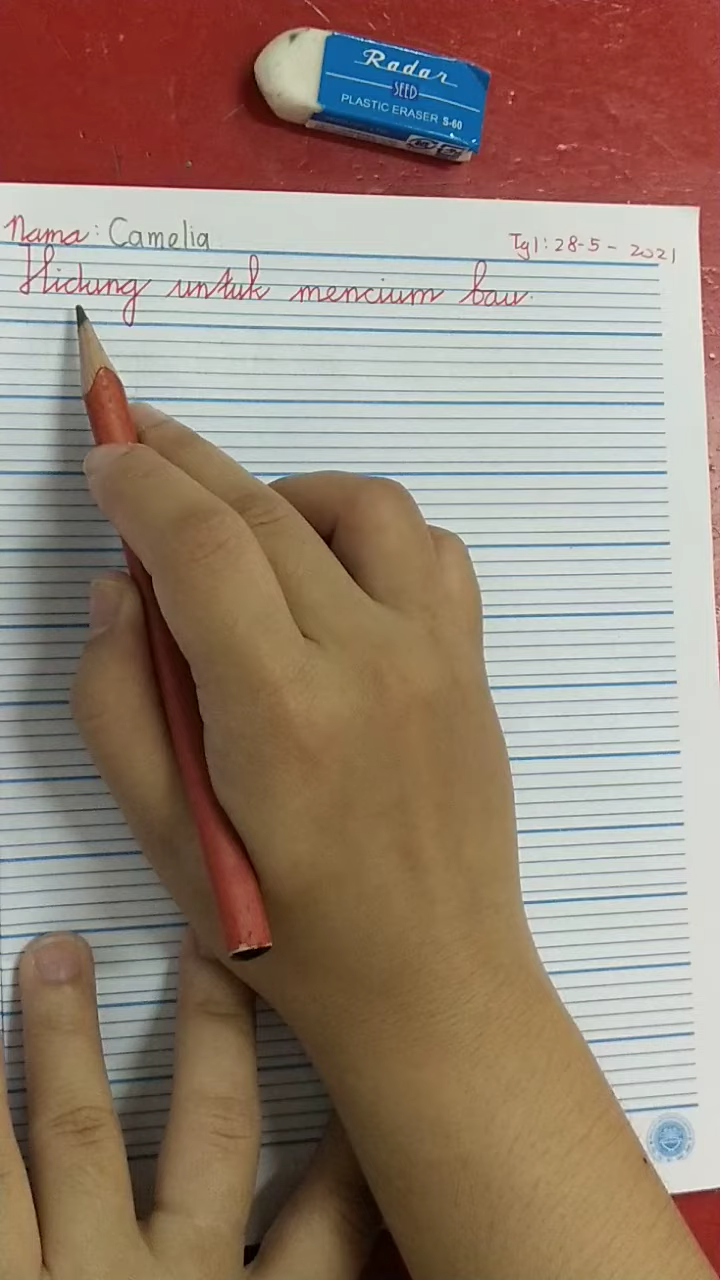 Radar
SEED
PLASTIC ERASER S-60
Nama: Camelia
Tgl: 28-5-2021
Hidung untuk mencium bau.